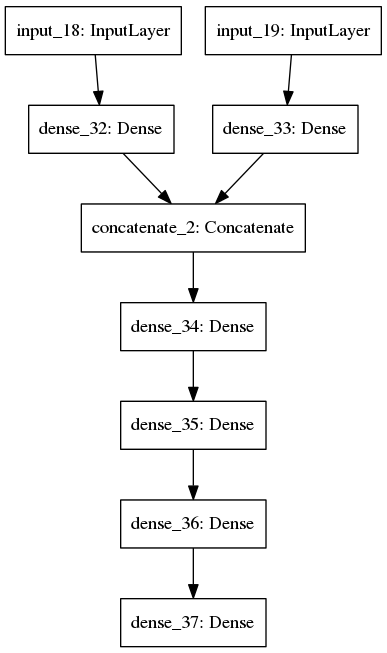 input_18: InputLayer
input_19: InputLayer
dense_32: Dense
dense_33: Dense
concatenate_2: Concatenate
dense_34: Dense
dense_35: Dense
dense_36: Dense
dense_37: Dense